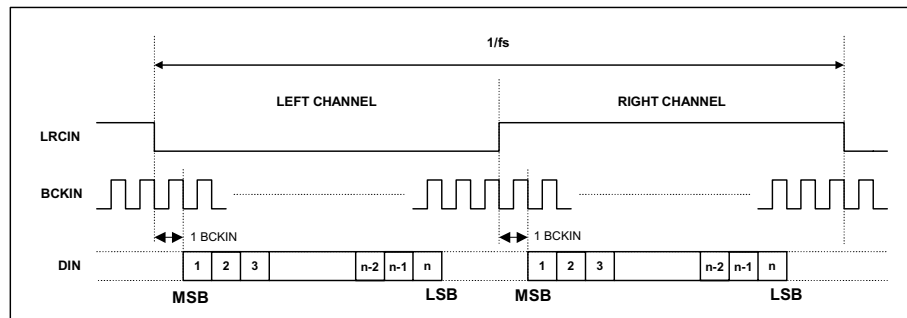 1/fs
LEFT CHANNEL RIGHT CHANNEL
LRCIN
BCKIN
1 BCKIN 1 BCKIN
DIN 1 2 3 n-2 n-1 n 1 2 3 n-2 n-1 n
MSB LSB MSB LSB